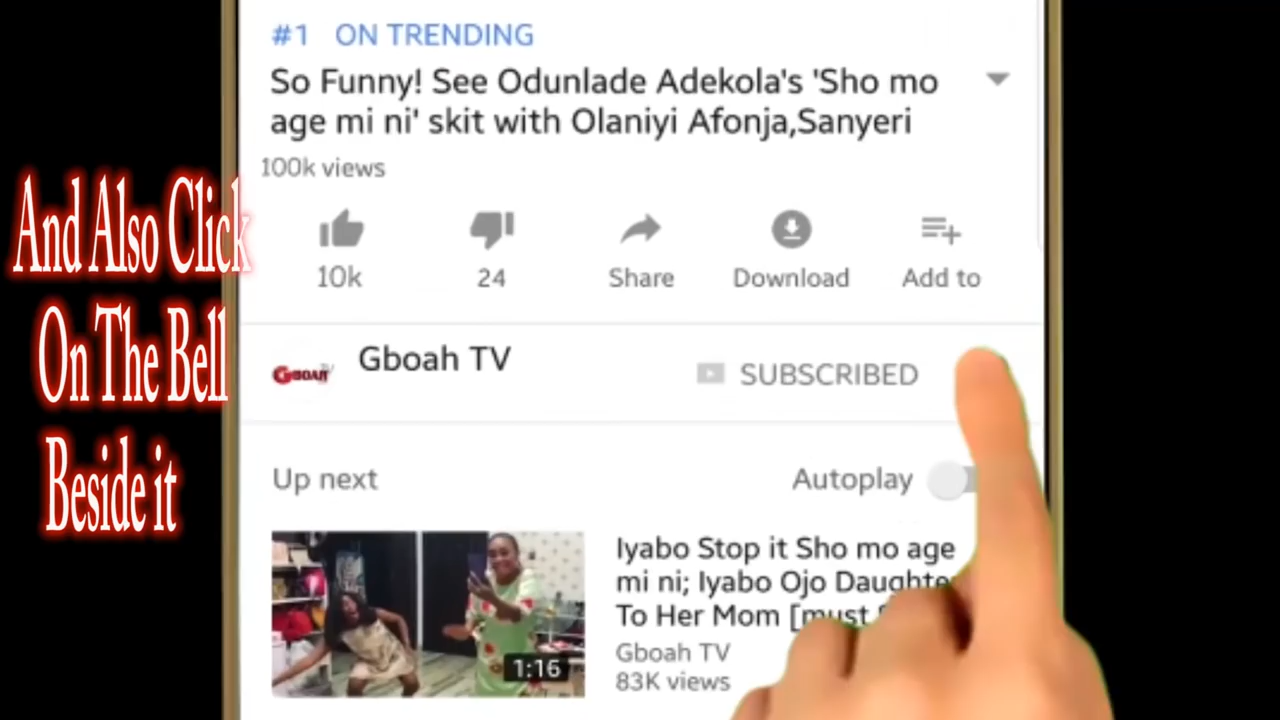 #1 ON TRENDING
So Funny! See Odunlade Adekola's 'Sho mo
age mi ni' skit with Olaniyi Afonja,Sanyeri
100k views
10k
24
Share
Download
Add to
And Also Click
On The Bell
Beside it
GBOAHTV
Gboah TV
SUBSCRIBED
Up next
Autoplay
Iyabo Stop it Sho mo age
mi ni; Iyabo Ojo Daughter
To Her Mom [must
Gboah TV
83K views
1:16